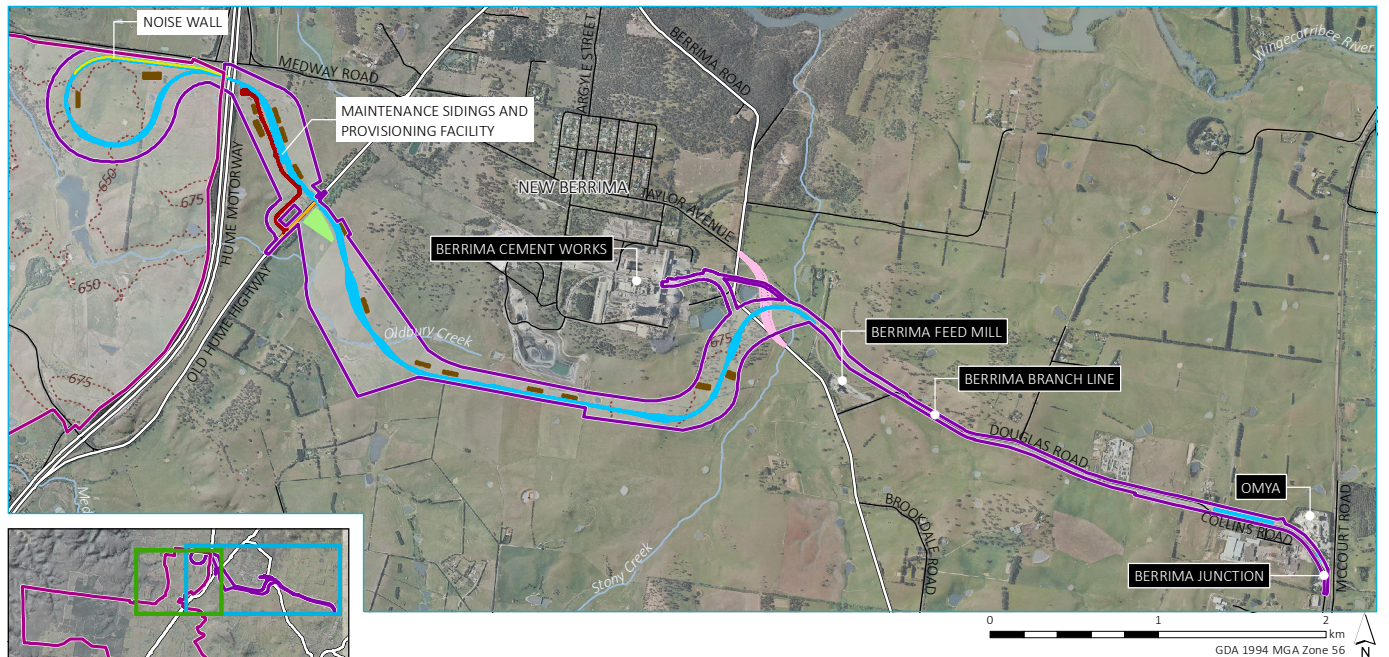 NOISE WALL
MEDWAY ROAD
ARGYLE STREET
BERRIMA ROAD
Wingecarribee River
MAINTENANCE SIDINGS AND
PROVISIONING FACILITY
650
675
HUME MOTORWAY
NEW BERRIMA
TAYLOR AVENUE
BERRIMA CEMENT WORKS
650
OLD HUME HIGHWAY
Oldbury Creek
675
675
BERRIMA FEED MILL
BERRIMA BRANCH LINE
DOUGLAS ROAD
OMYA
COLLINS ROAD
MCCOURT ROAD
BROOKDALE ROAD
Stony Creek
BERRIMA JUNCTION
0 1 2 km
GDA 1994 MGA Zone 56
N